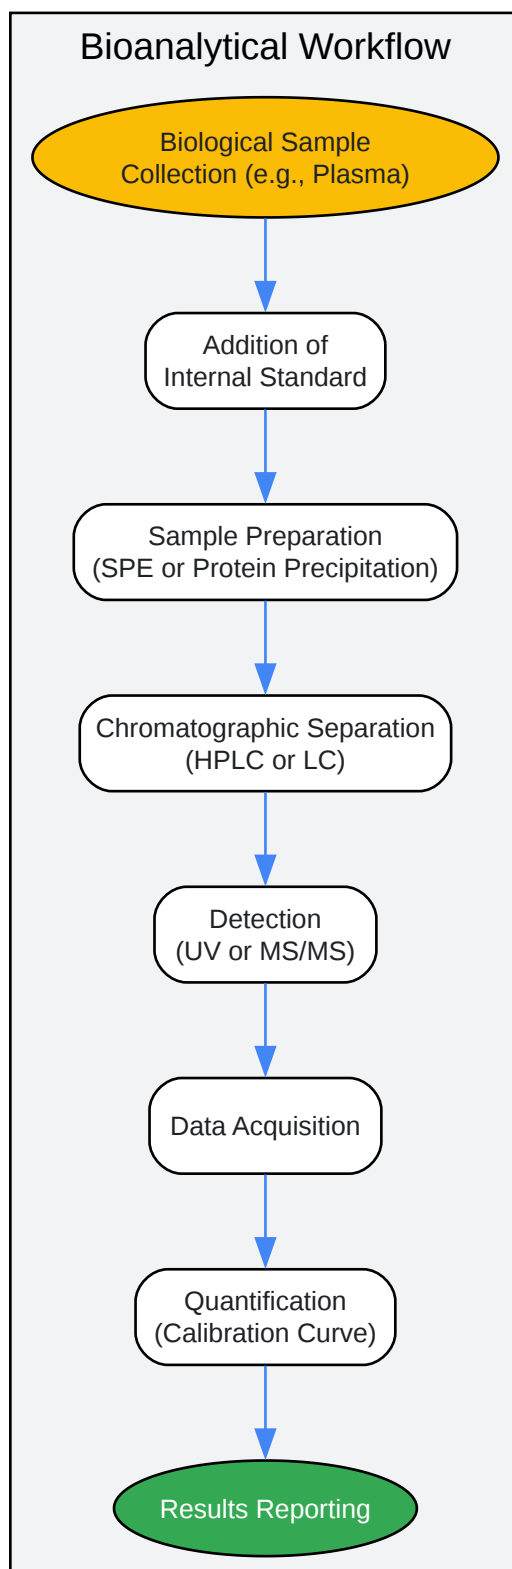 Bioanalytical Workflow
Biological Sample
Collection (e.g., Plasma)
Addition of
Internal Standard
Sample Preparation
(SPE or Protein Precipitation)
Chromatographic Separation
(HPLC or LC)
Detection
(UV or MS/MS)
Data Acquisition
Quantification
(Calibration Curve)
Results Reporting